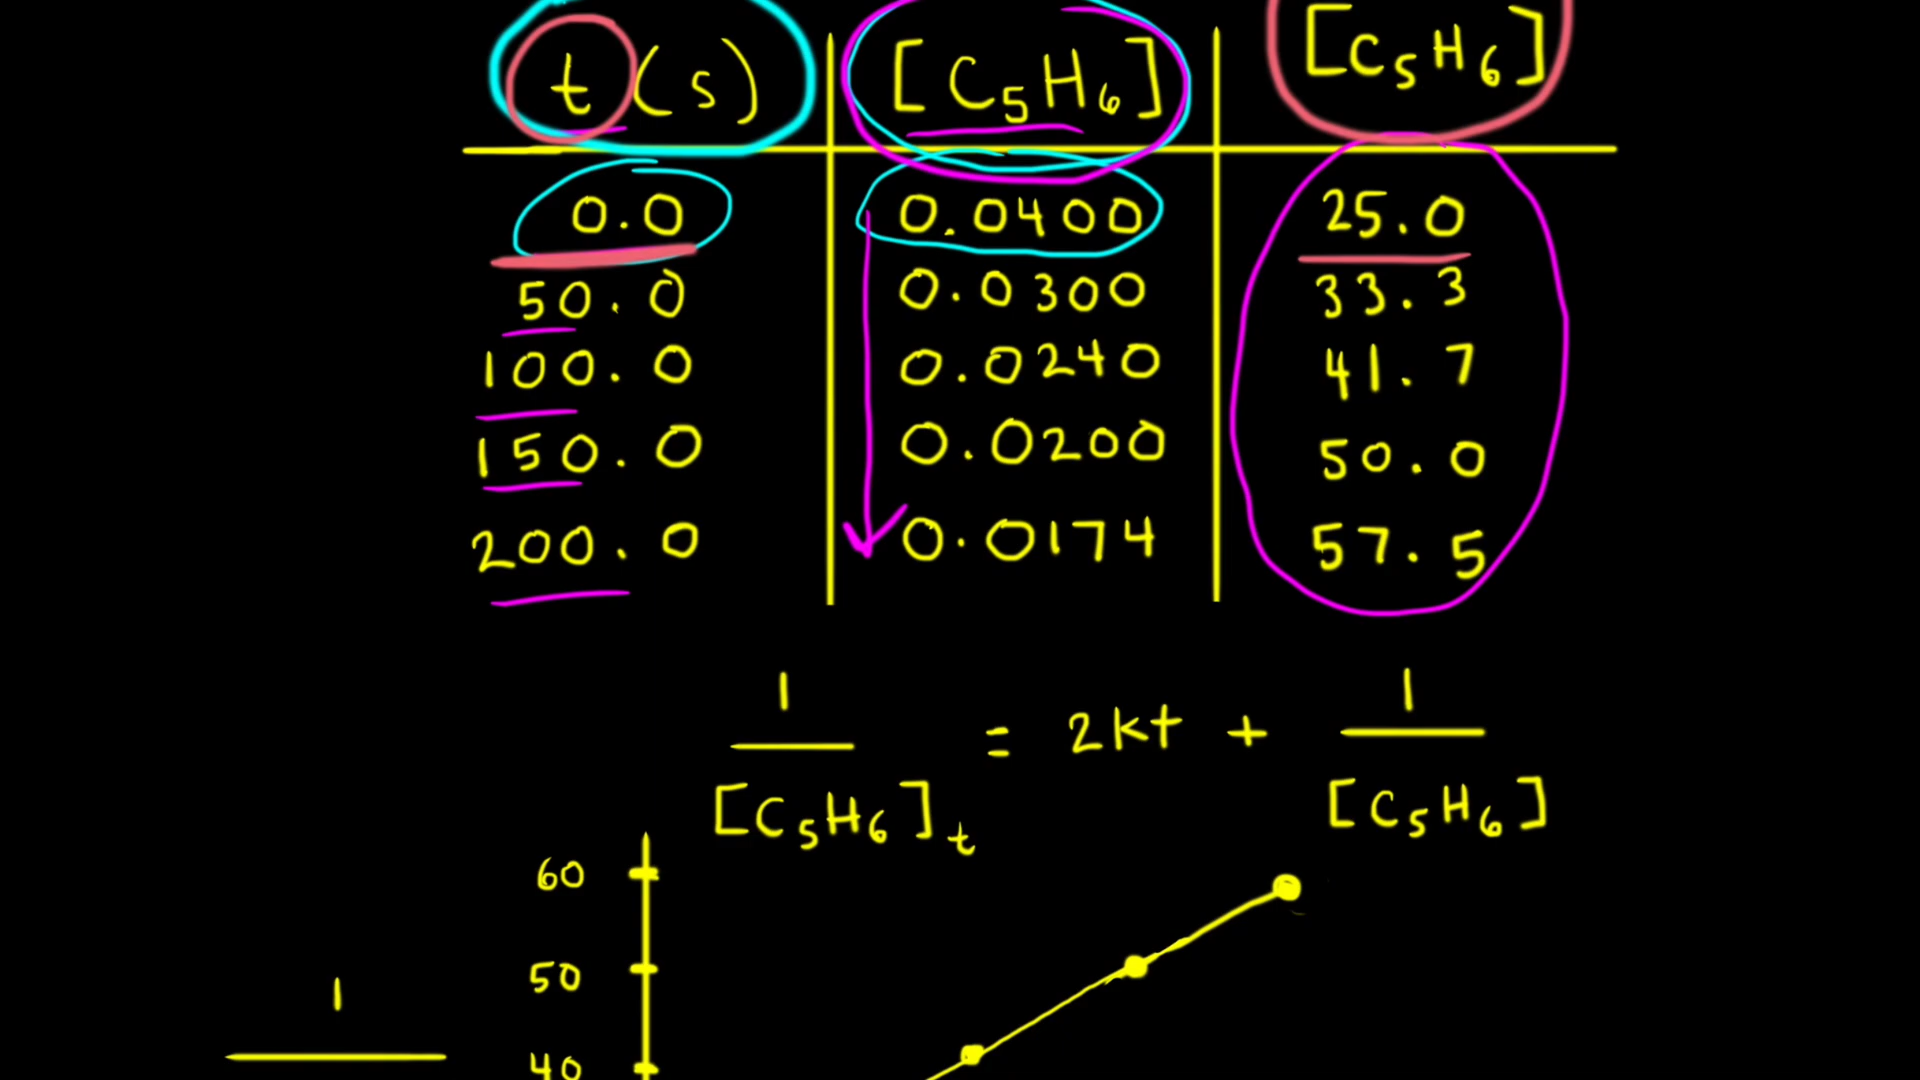 t (s) [C₅H₆] [C₅H₆]
0.0 0.0400 25.0
50.0 0.0300 33.3
100.0 0.0240 41.7
150.0 0.0200 50.0
200.0 0.0174 57.5
1 1
= 2kt +
[C₅H₆]t [C₅H₆]
60
50
1
40